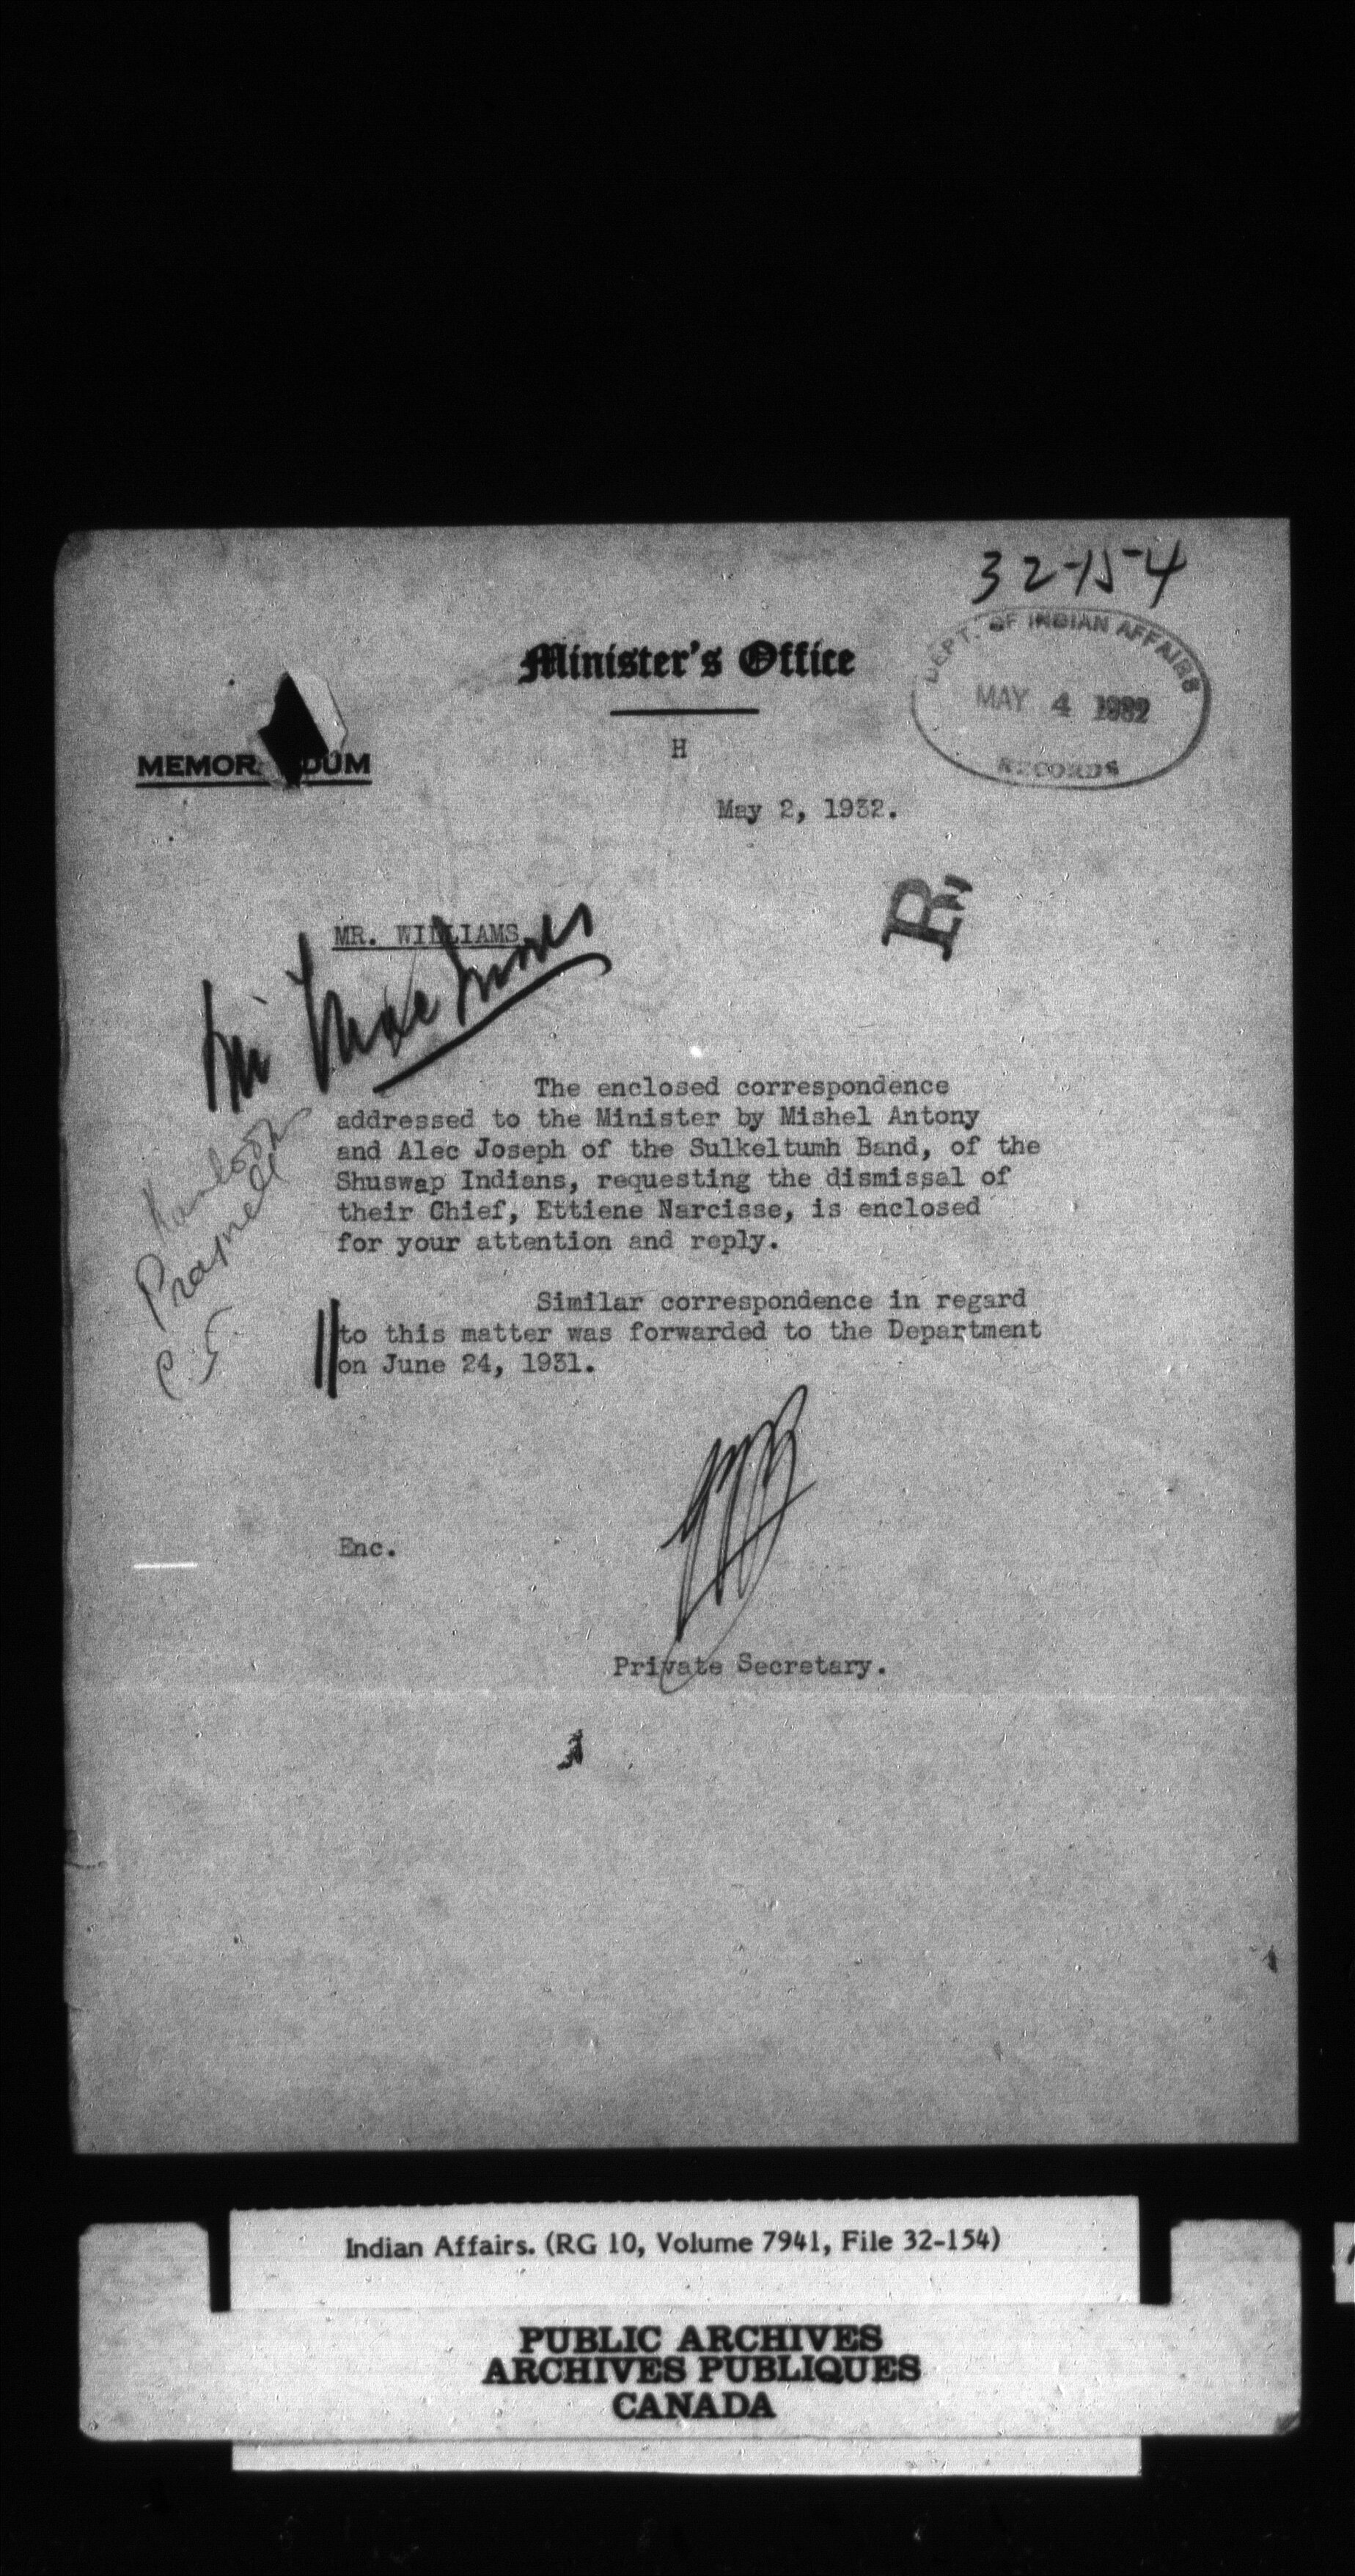 32-154
Minister's Office
DEPT. OF INDIAN AFFAIRS
MAY 4 1932
RECORDS
MEMOR DUM
H
May 2, 1932.
R
MR. WILLIAMS.
The enclosed correspondence
addressed to the Minister by Mishel Antony
and Alec Joseph of the Sulkeltumh Band, of the
Shuswap Indians, requesting the dismissal of
their Chief, Ettiene Narcisse, is enclosed
for your attention and reply.
Kamloops
Similar correspondence in regard
to this matter was forwarded to the Department
on June 24, 1931.
Enc.
Private Secretary.
Indian Affairs. (RG 10, Volume 7941, File 32-154)
PUBLIC ARCHIVES
ARCHIVES PUBLIQUES
CANADA